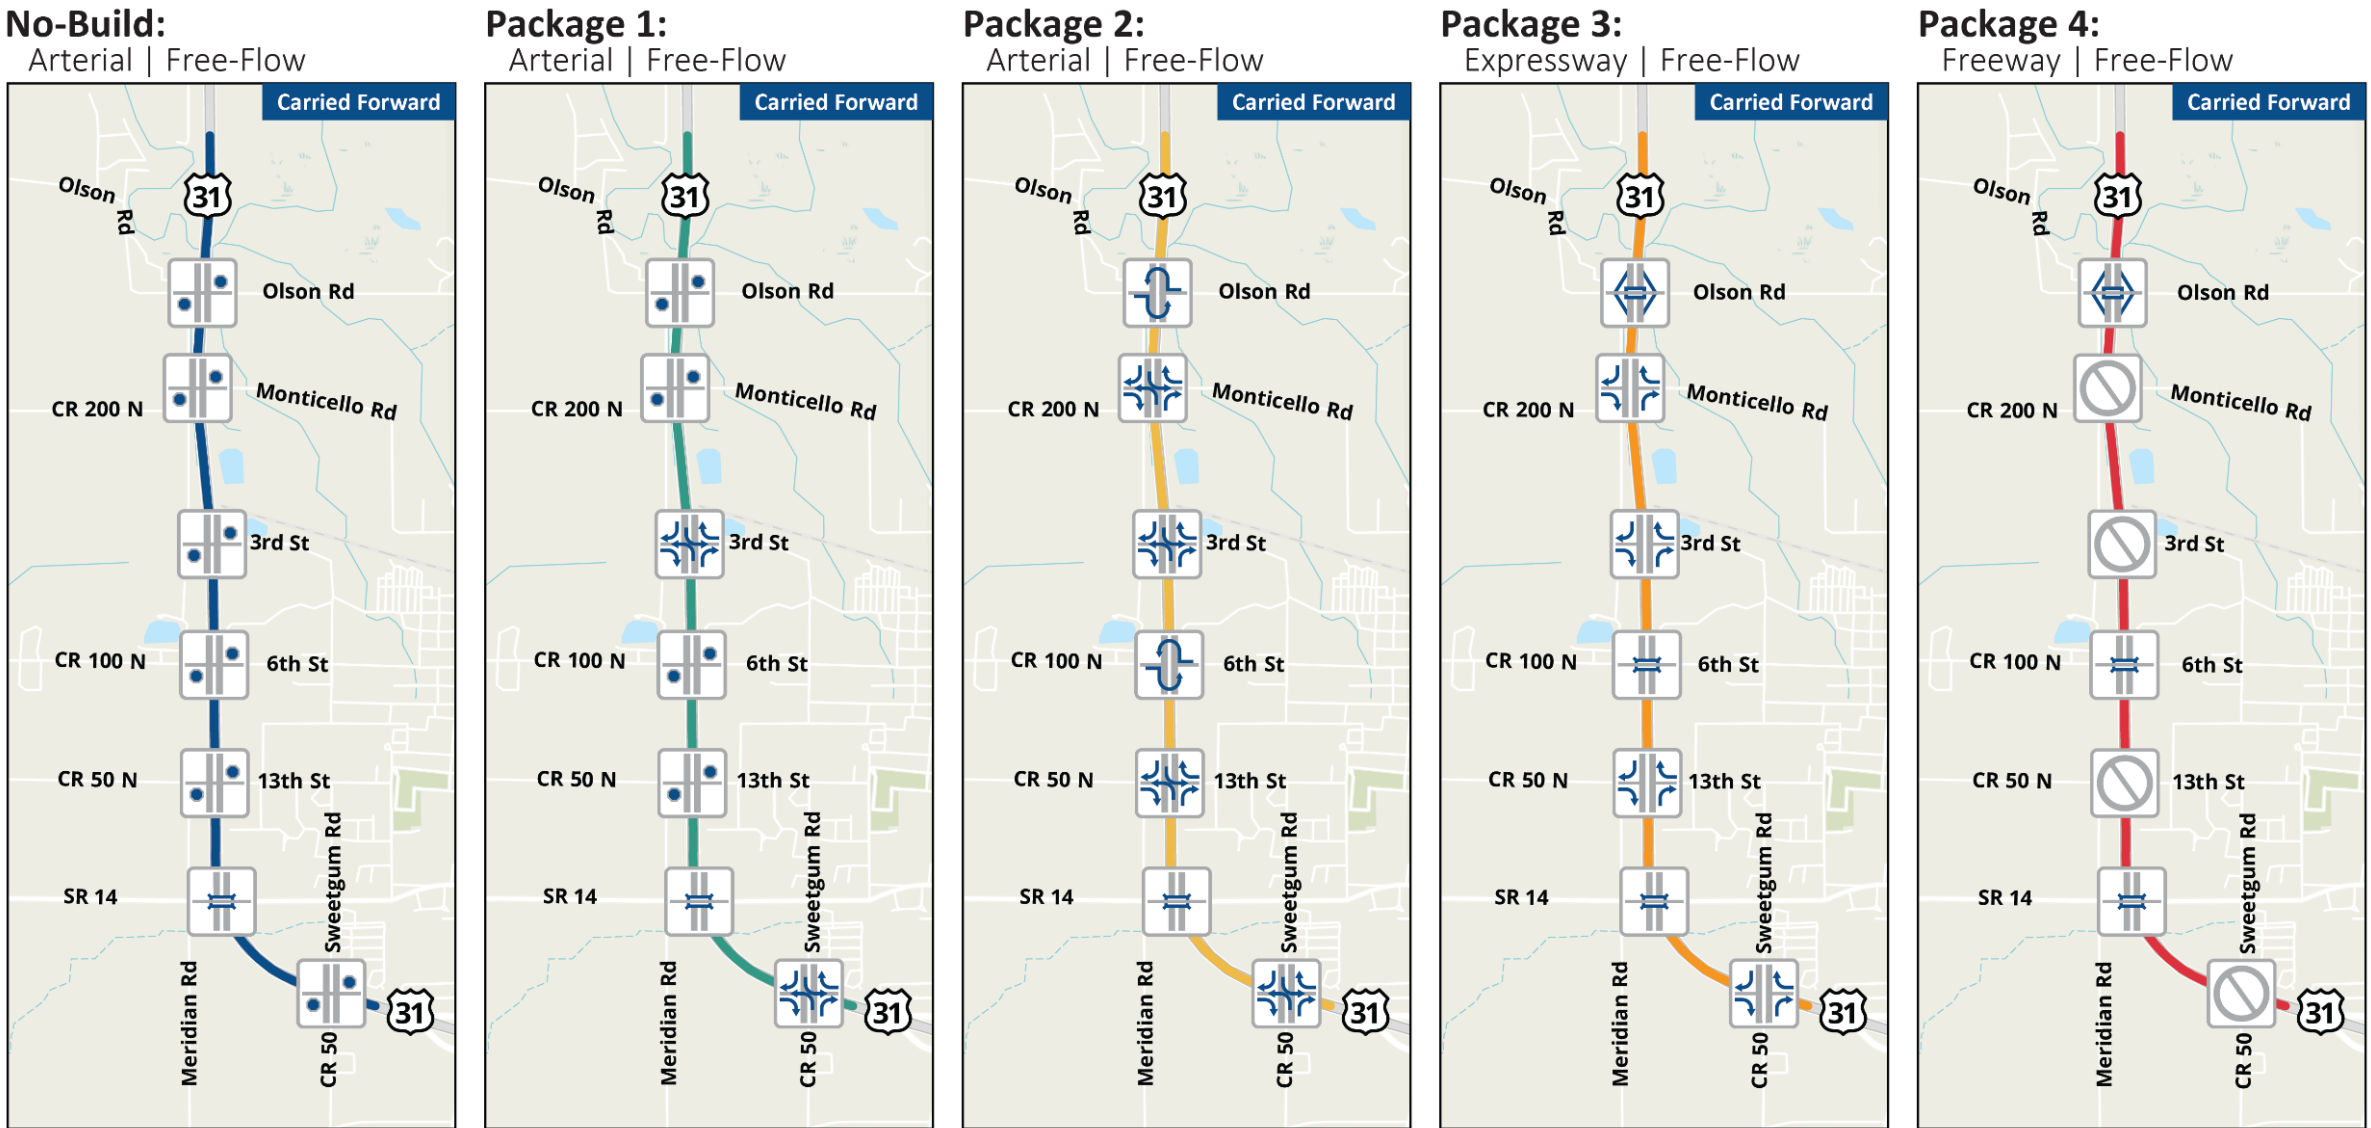 No-Build:
Arterial | Free-Flow
Carried Forward
Olson
Rd
31
Olson Rd
Monticello Rd
CR 200 N
3rd St
CR 100 N
6th St
CR 50 N
13th St
Sweetgum Rd
SR 14
Meridian Rd
31
CR 50
Package 1:
Arterial | Free-Flow
Carried Forward
Olson
Rd
31
Olson Rd
Monticello Rd
CR 200 N
3rd St
CR 100 N
6th St
CR 50 N
13th St
Sweetgum Rd
SR 14
Meridian Rd
31
CR 50
Package 2:
Arterial | Free-Flow
Carried Forward
Olson
Rd
31
Olson Rd
Monticello Rd
CR 200 N
3rd St
CR 100 N
6th St
CR 50 N
13th St
Sweetgum Rd
SR 14
Meridian Rd
31
CR 50
Package 3:
Expressway | Free-Flow
Carried Forward
Olson
Rd
31
Olson Rd
Monticello Rd
CR 200 N
3rd St
CR 100 N
6th St
CR 50 N
13th St
Sweetgum Rd
SR 14
Meridian Rd
31
CR 50
Package 4:
Freeway | Free-Flow
Carried Forward
Olson
Rd
31
Olson Rd
Monticello Rd
CR 200 N
3rd St
CR 100 N
6th St
CR 50 N
13th St
Sweetgum Rd
SR 14
Meridian Rd
31
CR 50